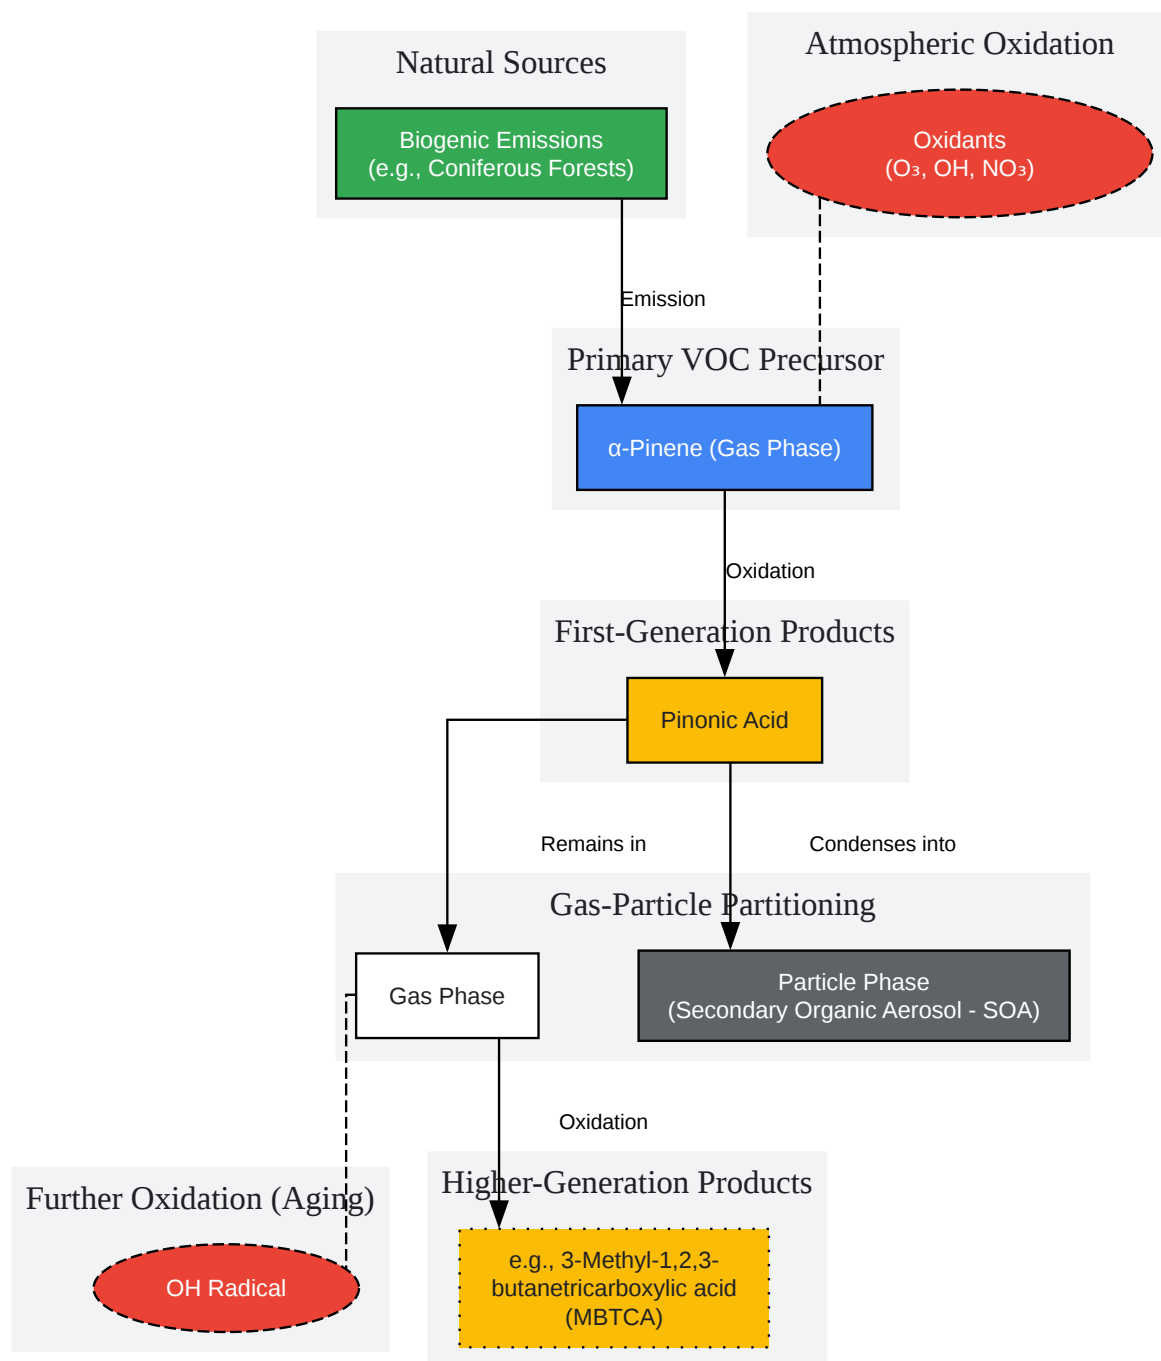 Natural Sources
Atmospheric Oxidation
Biogenic Emissions
(e.g., Coniferous Forests)
Oxidants
(O₃, OH, NO₃)
Emission
Primary VOC Precursor
α-Pinene (Gas Phase)
Oxidation
First-Generation Products
Pinonic Acid
Remains in
Condenses into
Gas-Particle Partitioning
Gas Phase
Particle Phase
(Secondary Organic Aerosol - SOA)
Oxidation
Further Oxidation (Aging)
Higher-Generation Products
OH Radical
e.g., 3-Methyl-1,2,3-
butanetricarboxylic acid
(MBTCA)